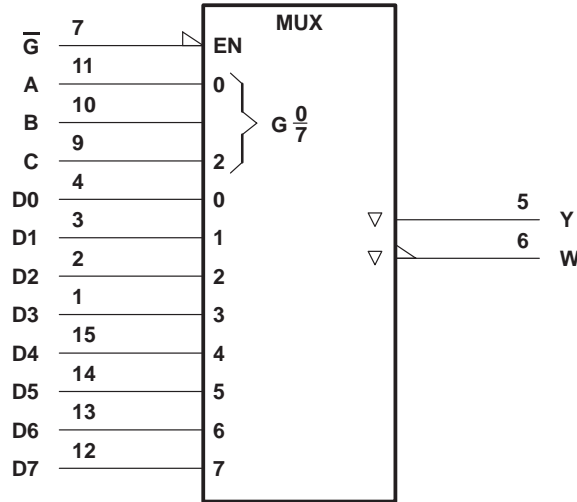 MUX
G̅ 7 EN
A 11 0
B 10
G 0/7
C 9 2
D0 4 0
D1 3 1
D2 2 2
D3 1 3
D4 15 4
D5 14 5
D6 13 6
D7 12 7
▽ 5 Y
▽ 6 W